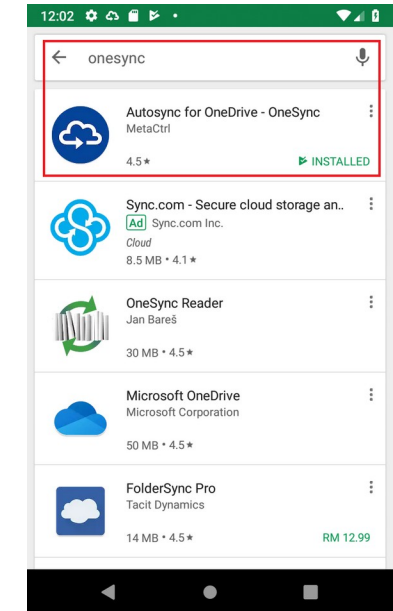 12:02
onesync
Autosync for OneDrive - OneSync
MetaCtrl
4.5★
INSTALLED
Sync.com - Secure cloud storage an..
Ad Sync.com Inc.
Cloud
8.5 MB • 4.1★
OneSync Reader
Jan Bareš
30 MB • 4.5★
Microsoft OneDrive
Microsoft Corporation
50 MB • 4.5★
FolderSync Pro
Tacit Dynamics
14 MB • 4.5★
RM 12.99